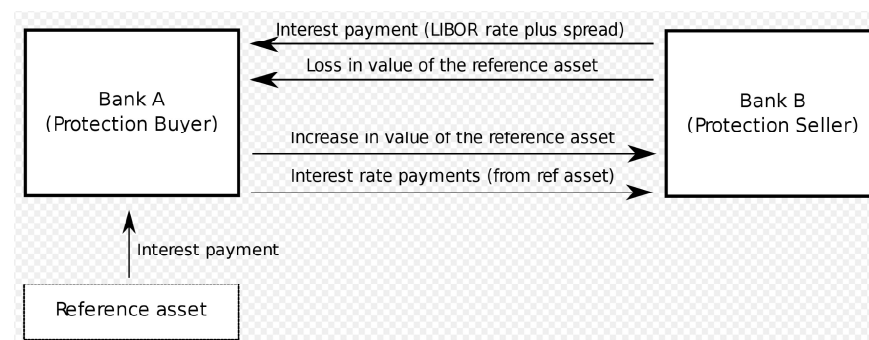 Interest payment (LIBOR rate plus spread)
Loss in value of the reference asset
Bank A
(Protection Buyer)
Bank B
(Protection Seller)
Increase in value of the reference asset
Interest rate payments (from ref asset)
Interest payment
Reference asset